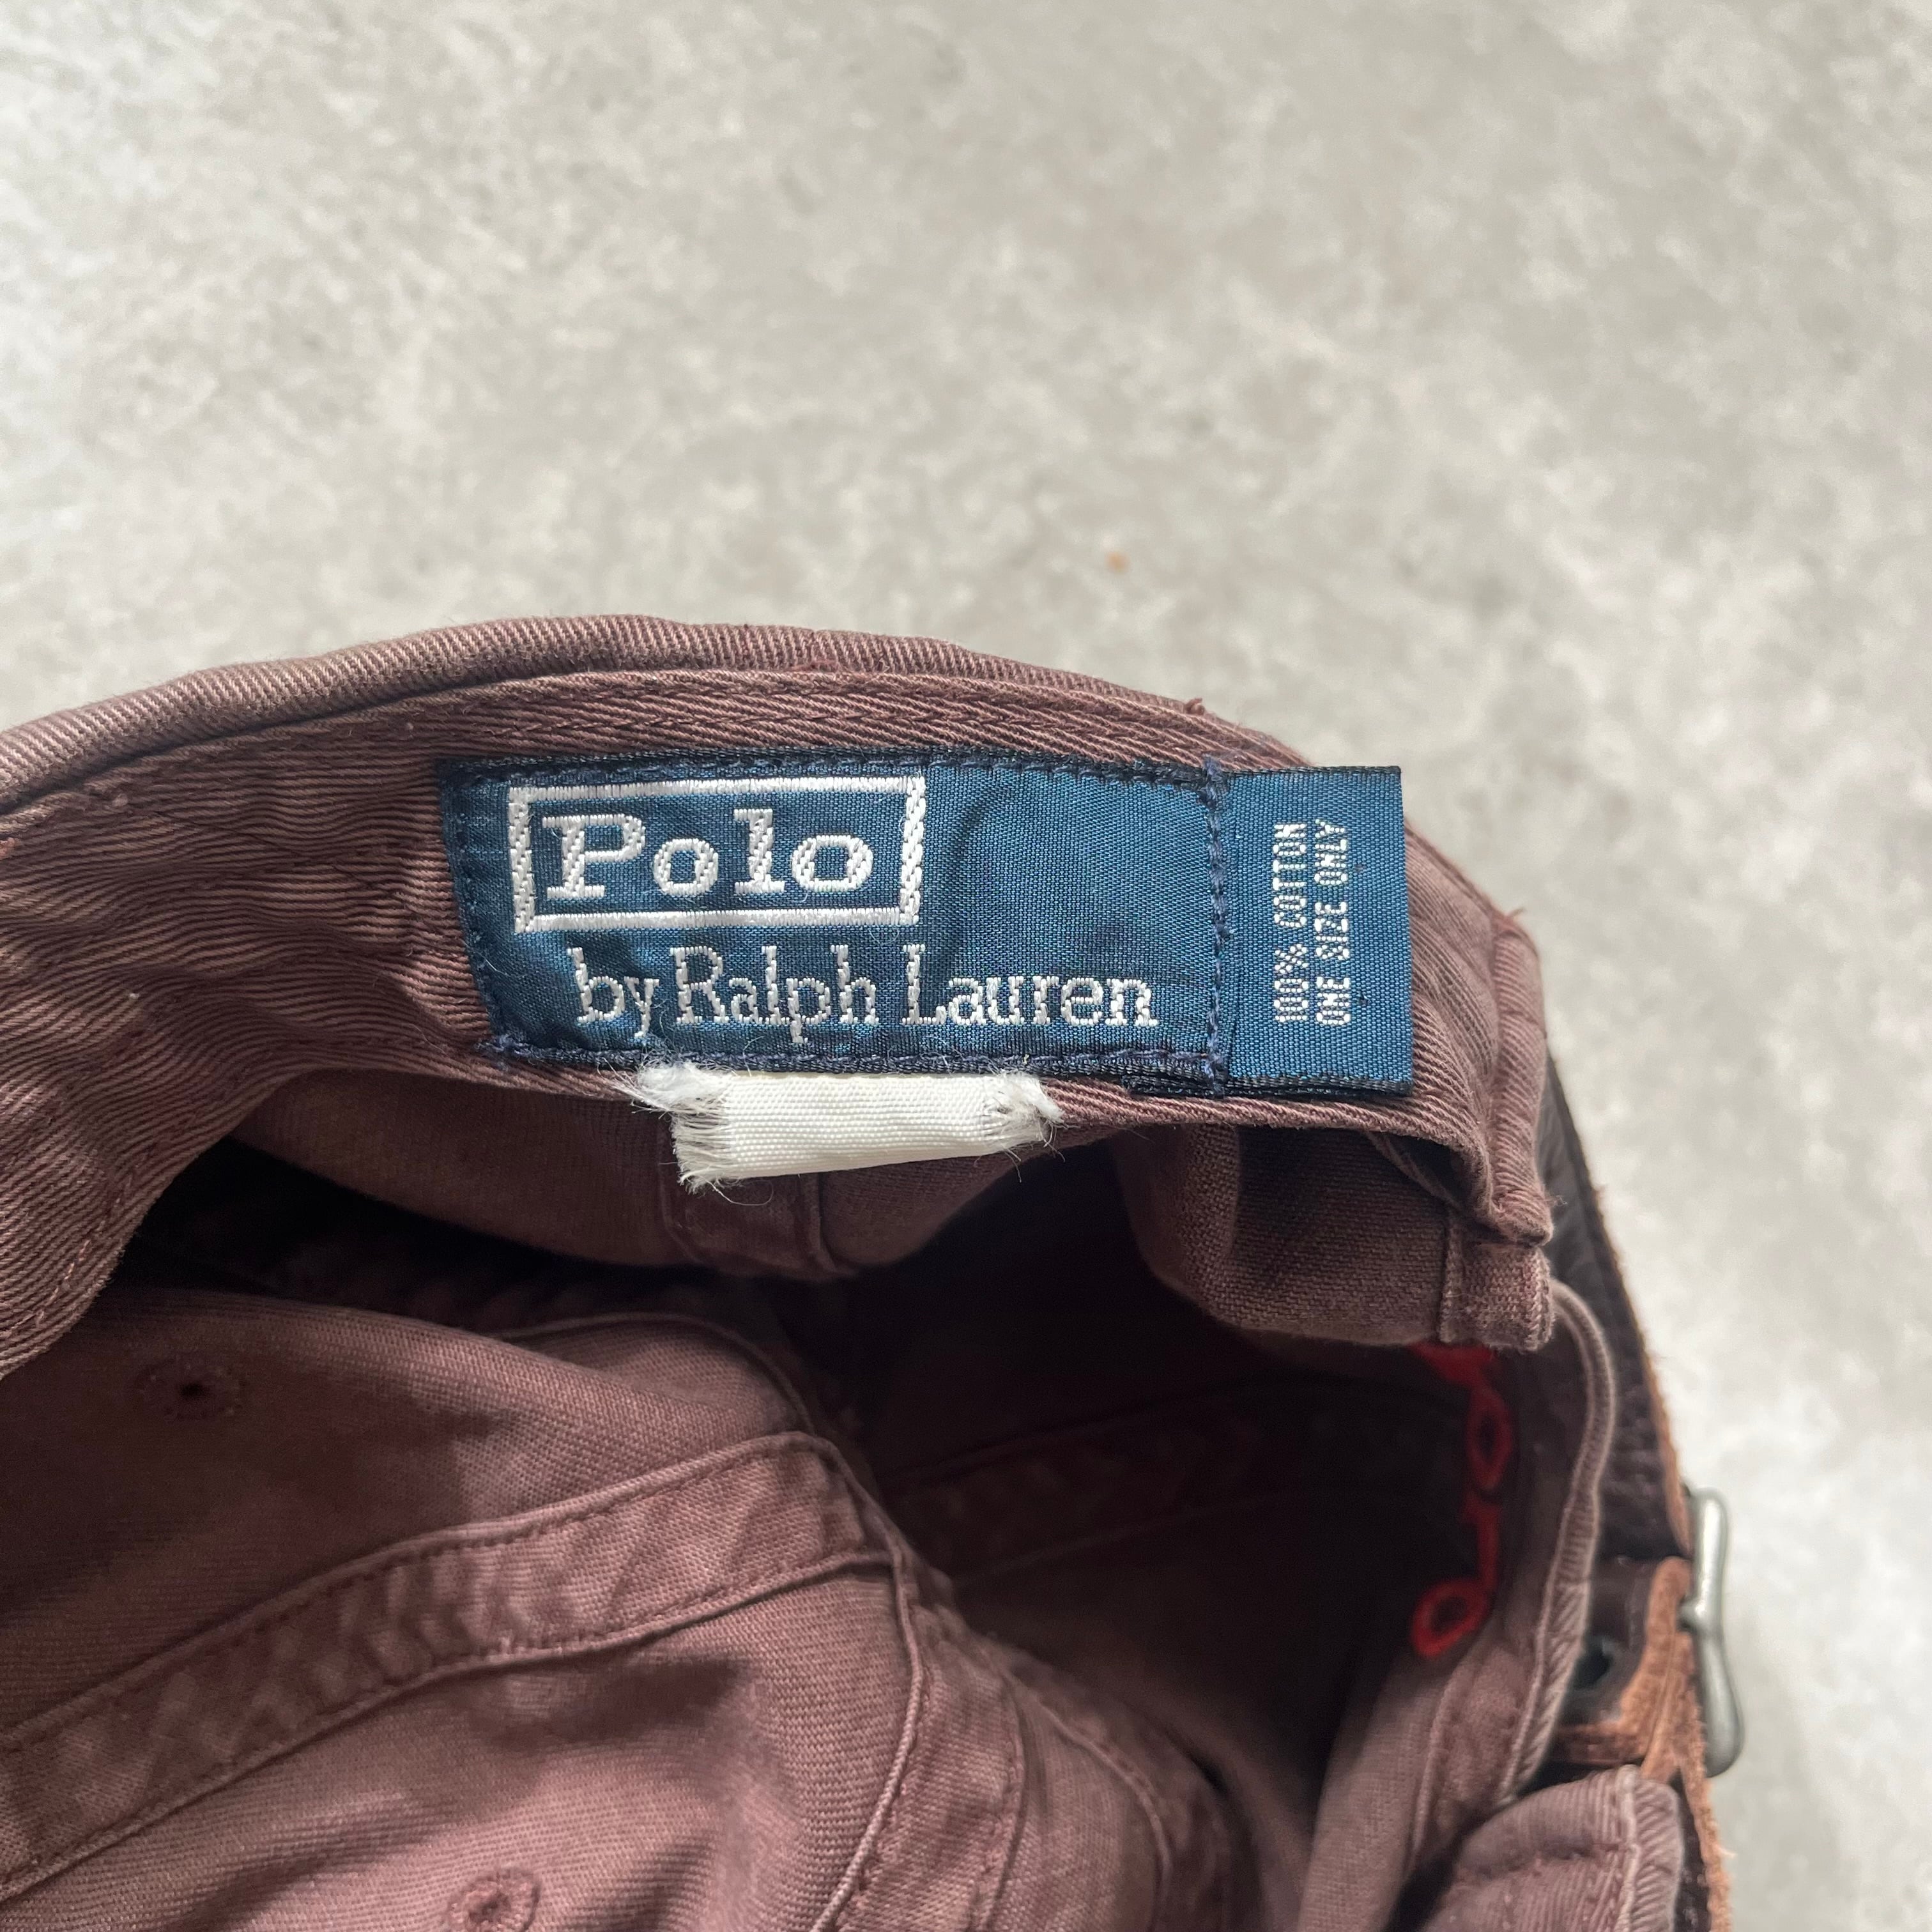 Polo
by Ralph Lauren
100% COTTON
ONE SIZE ONLY